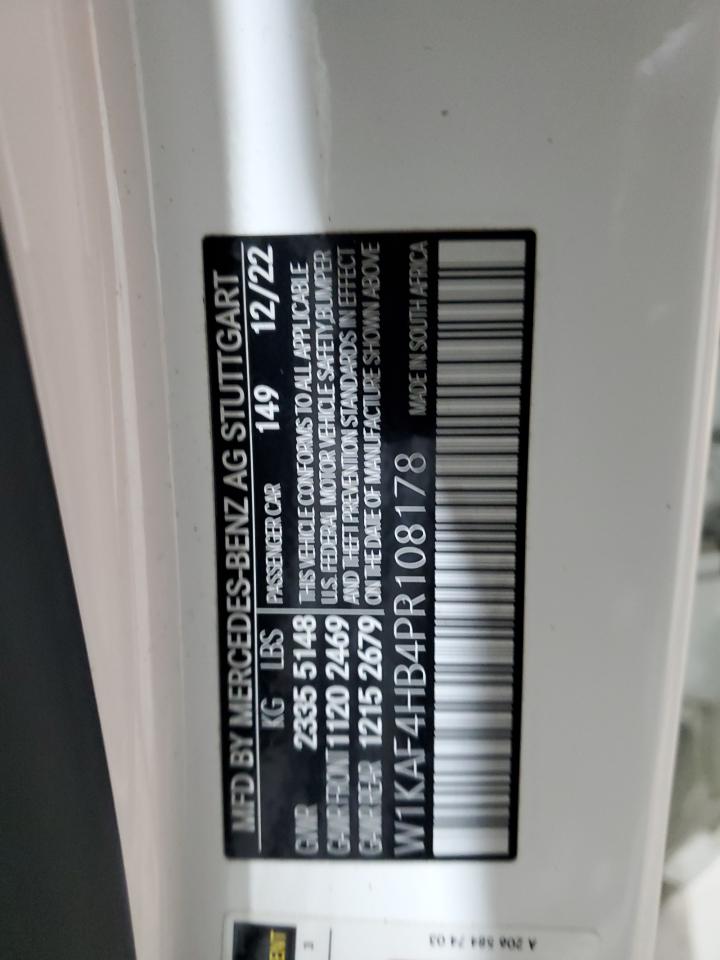 MFD BY MERCEDES-BENZ AG STUTTGART
KG LBS PASSENGER CAR 149 12/22
GVWR 2335 5148 THIS VEHICLE CONFORMS TO ALL APPLICABLE
GAWR FRONT 1120 2469 U.S. FEDERAL MOTOR VEHICLE SAFETY, BUMPER
GAWR REAR 1215 2679 AND THEFT PREVENTION STANDARDS IN EFFECT
ON THE DATE OF MANUFACTURE SHOWN ABOVE
W1KAF4HB4PR108178 MADE IN SOUTH AFRICA
A 206 584 74 03